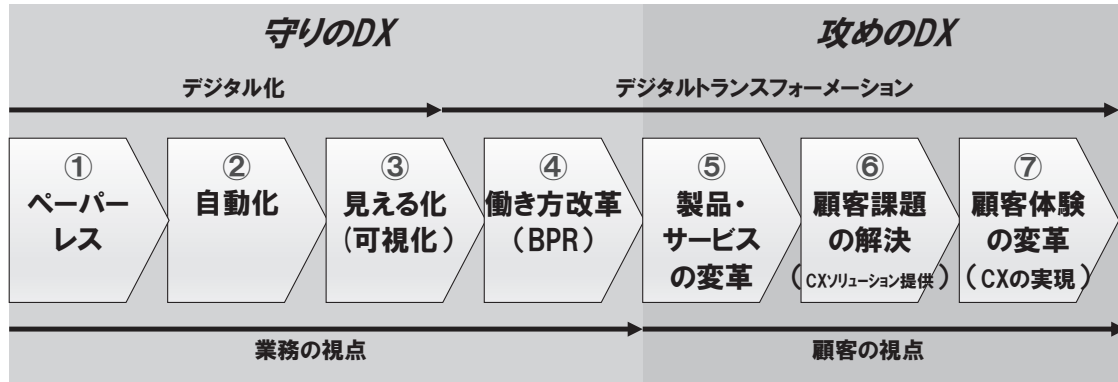 守りのDX
攻めのDX
デジタル化
デジタルトランスフォーメーション
①
ペーパー
レス
②
自動化
③
見える化
(可視化)
④
働き方改革
(BPR)
⑤
製品・
サービス
の変革
⑥
顧客課題
の解決
(CXソリューション提供)
⑦
顧客体験
の変革
(CXの実現)
業務の視点
顧客の視点